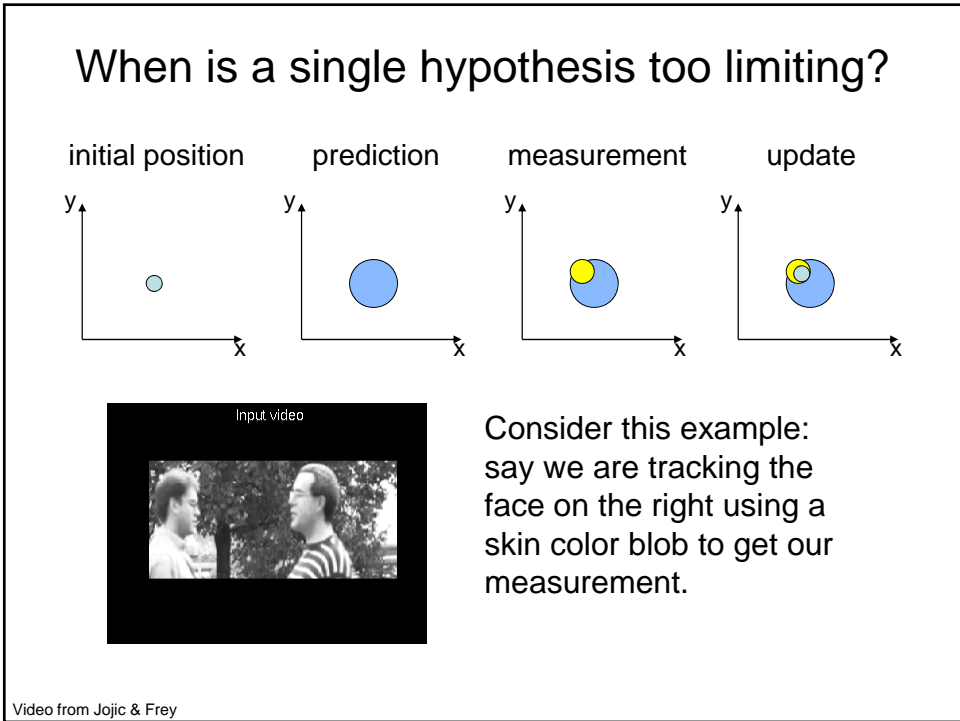 When is a single hypothesis too limiting?
initial position prediction measurement update
y y y y
x x x x
Input video
Consider this example:
say we are tracking the
face on the right using a
skin color blob to get our
measurement.
Video from Jojic & Frey